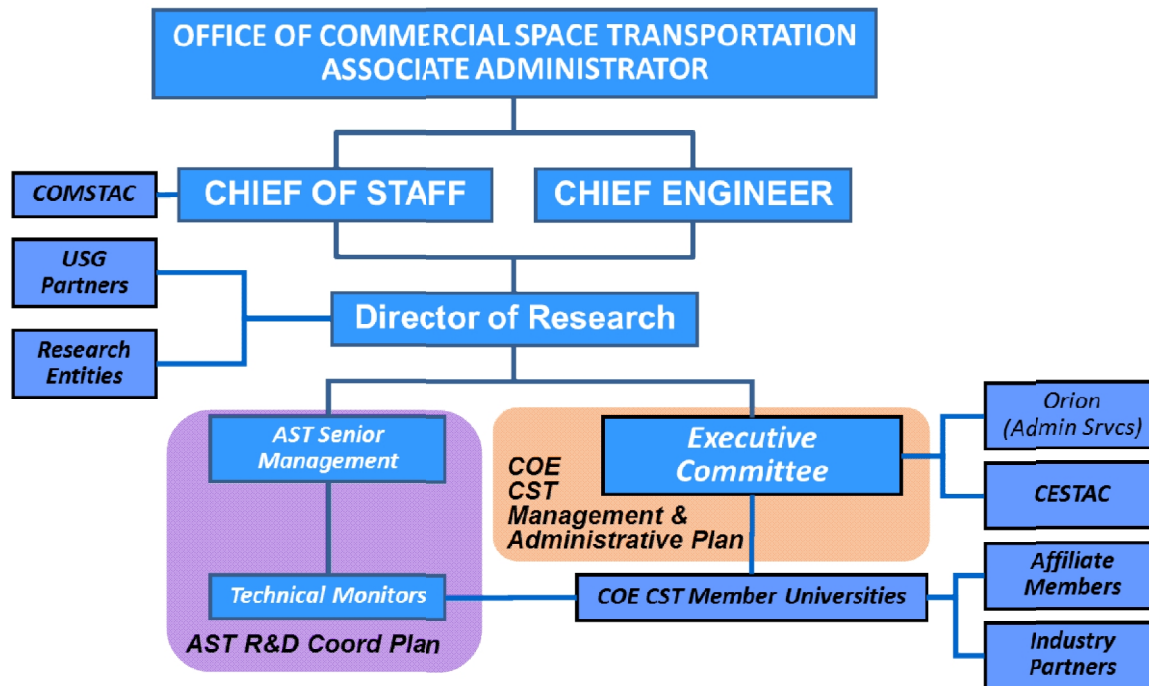 OFFICE OF COMMERCIAL SPACE TRANSPORTATION
ASSOCIATE ADMINISTRATOR
COMSTAC
CHIEF OF STAFF
CHIEF ENGINEER
USG
Partners
Director of Research
Research
Entities
AST Senior
Management
Executive
Committee
Orion
(Admin Srvcs)
COE
CST
Management &
Administrative Plan
CESTAC
Technical Monitors
COE CST Member Universities
Affiliate
Members
AST R&D Coord Plan
Industry
Partners